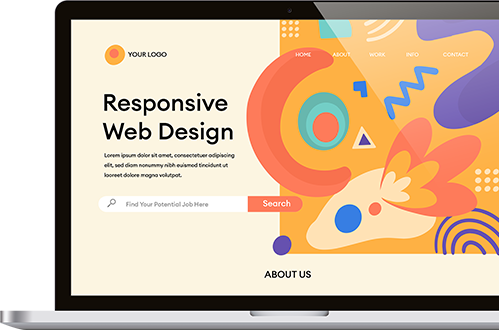 YOUR LOGO
HOME ABOUT WORK INFO CONTACT
Responsive
Web Design
Lorem ipsum dolor sit amet, consectetuer adipiscing
elit, sed diam nonummy nibh euismod tincidunt ut
laoreet dolore magna volutpat.
Find Your Potential Job Here Search
ABOUT US